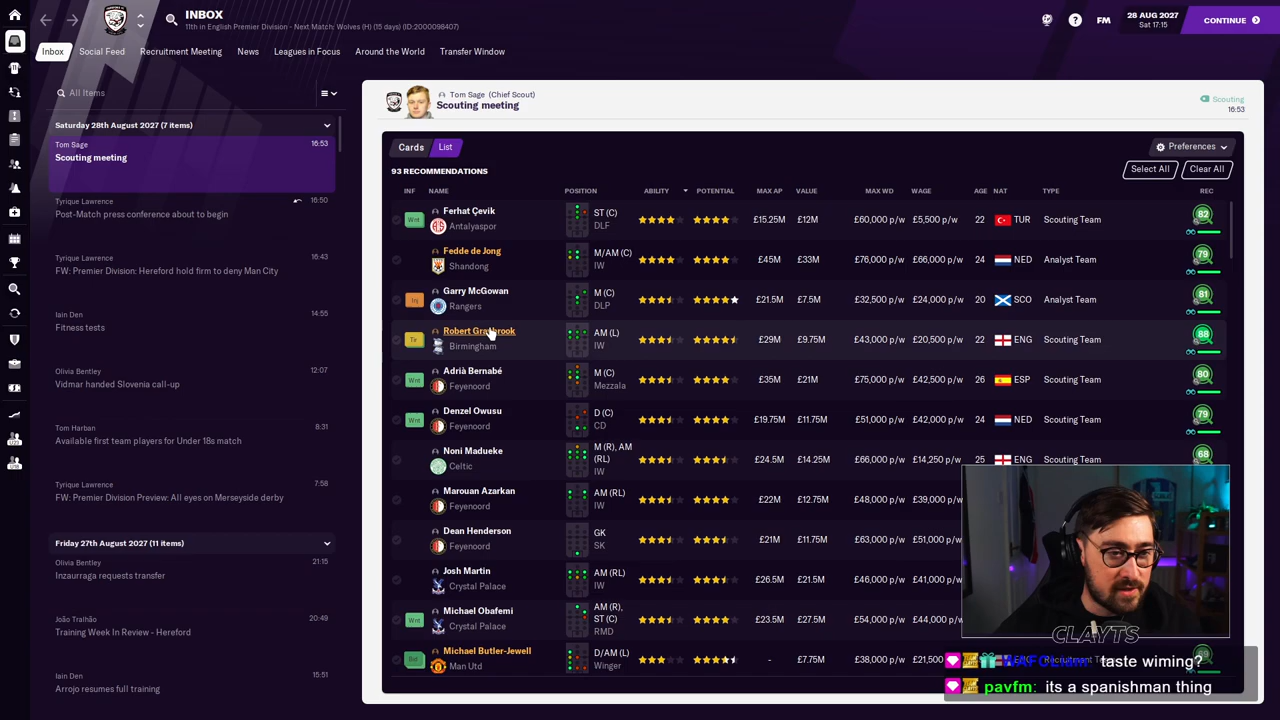 INBOX
11th in English Premier Division - Next Match: Wolves (H) (15 days) (ID:2000098407)
FM
28 AUG 2027
Sat 17:15
CONTINUE
Inbox
Social Feed
Recruitment Meeting
News
Leagues in Focus
Around the World
Transfer Window
All Items
Saturday 28th August 2027 (7 items)
Tom Sage 16:53
Scouting meeting
Tyrique Lawrence 16:50
Post-Match press conference about to begin
Tyrique Lawrence 16:43
FW: Premier Division: Hereford hold firm to deny Man City
Iain Den 14:55
Fitness tests
Olivia Bentley 12:07
Vidmar handed Slovenia call-up
Tom Harban 8:31
Available first team players for Under 18s match
Tyrique Lawrence 7:58
FW: Premier Division Preview: All eyes on Merseyside derby
Friday 27th August 2027 (11 items)
Olivia Bentley 21:15
Inzaurraga requests transfer
João Tralhão 20:49
Training Week In Review - Hereford
Iain Den 15:51
Arrojo resumes full training
Tom Sage (Chief Scout)
Scouting meeting
Scouting
16:53
Cards
List
Preferences
93 RECOMMENDATIONS
Select All
Clear All
INF NAME POSITION ABILITY POTENTIAL MAX AP VALUE MAX WD WAGE AGE NAT TYPE REC
Wnt Ferhat Çevik ST (C) £15.25M £12M £60,000 p/w £5,500 p/w 22 TUR Scouting Team 82
Antalyaspor DLF
Fedde de Jong M/AM (C) £45M £33M £76,000 p/w £66,000 p/w 24 NED Analyst Team 79
Shandong IW
Inj Garry McGowan M (C) £21.5M £7.5M £32,500 p/w £24,000 p/w 20 SCO Analyst Team 81
Rangers DLP
AM (L) £29M £9.75M £43,000 p/w £20,500 p/w 22 ENG Scouting Team 88
Birmingham IW
Wnt Adrià Bernabé M (C) £35M £21M £75,000 p/w £42,500 p/w 26 ESP Scouting Team 80
Feyenoord Mezzala
Wnt Denzel Owusu D (C) £19.75M £11.75M £51,000 p/w £42,000 p/w 24 NED Scouting Team 79
Feyenoord CD
Noni Madueke M (R), AM (RL) £24.5M £14.25M £66,000 p/w £14,250 p/w 25 ENG Scouting Team 68
Celtic IW
Marouan Azarkan AM (RL) £22M £12.75M £48,000 p/w £39,000 p/w
Feyenoord IW
Dean Henderson GK £21M £11.75M £63,000 p/w £51,000 p/w
Feyenoord SK
Josh Martin AM (RL) £26.5M £21.5M £46,000 p/w £41,000 p/w
Crystal Palace IW
Wnt Michael Obafemi AM (R), ST (C) £23.5M £27.5M £54,000 p/w £44,000 p/w
Crystal Palace RMD
Michael Butler-Jewell D/AM (L) - £7.75M £38,000 p/w £21,500
Man Utd Winger
CLAYTS
taste wiming?
pavfm: its a spanishman thing